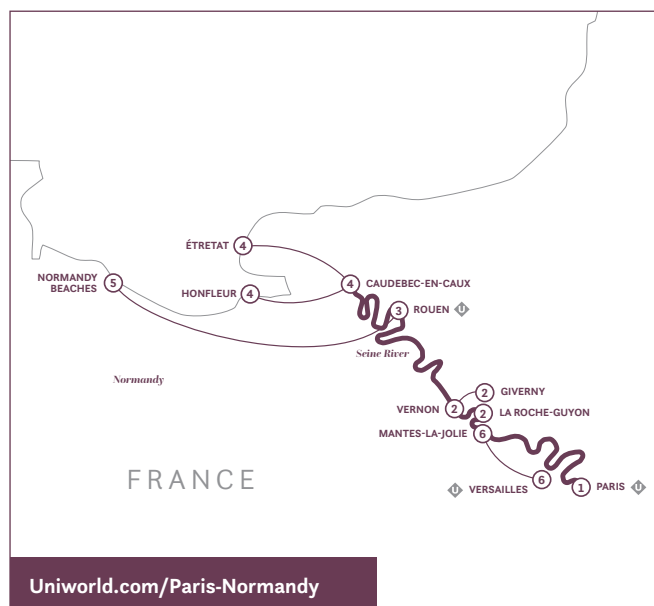 ÉTRETAT
4
NORMANDY
BEACHES
5
HONFLEUR
4
4
CAUDEBEC-EN-CAUX
3
ROUEN
U
Seine River
Normandy
2
GIVERNY
VERNON
2
2
LA ROCHE-GUYON
MANTES-LA-JOLIE
6
FRANCE
U
VERSAILLES
6
1
PARIS
U
Uniworld.com/Paris-Normandy